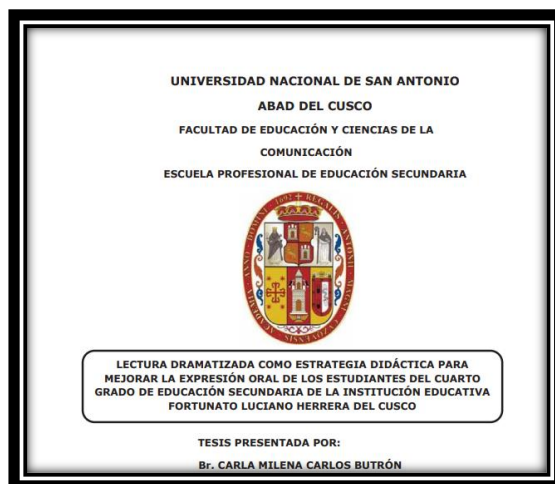 UNIVERSIDAD NACIONAL DE SAN ANTONIO
ABAD DEL CUSCO
FACULTAD DE EDUCACIÓN Y CIENCIAS DE LA
COMUNICACIÓN
ESCUELA PROFESIONAL DE EDUCACIÓN SECUNDARIA
LECTURA DRAMATIZADA COMO ESTRATEGIA DIDÁCTICA PARA
MEJORAR LA EXPRESIÓN ORAL DE LOS ESTUDIANTES DEL CUARTO
GRADO DE EDUCACIÓN SECUNDARIA DE LA INSTITUCIÓN EDUCATIVA
FORTUNATO LUCIANO HERRERA DEL CUSCO
TESIS PRESENTADA POR:
Br. CARLA MILENA CARLOS BUTRÓN